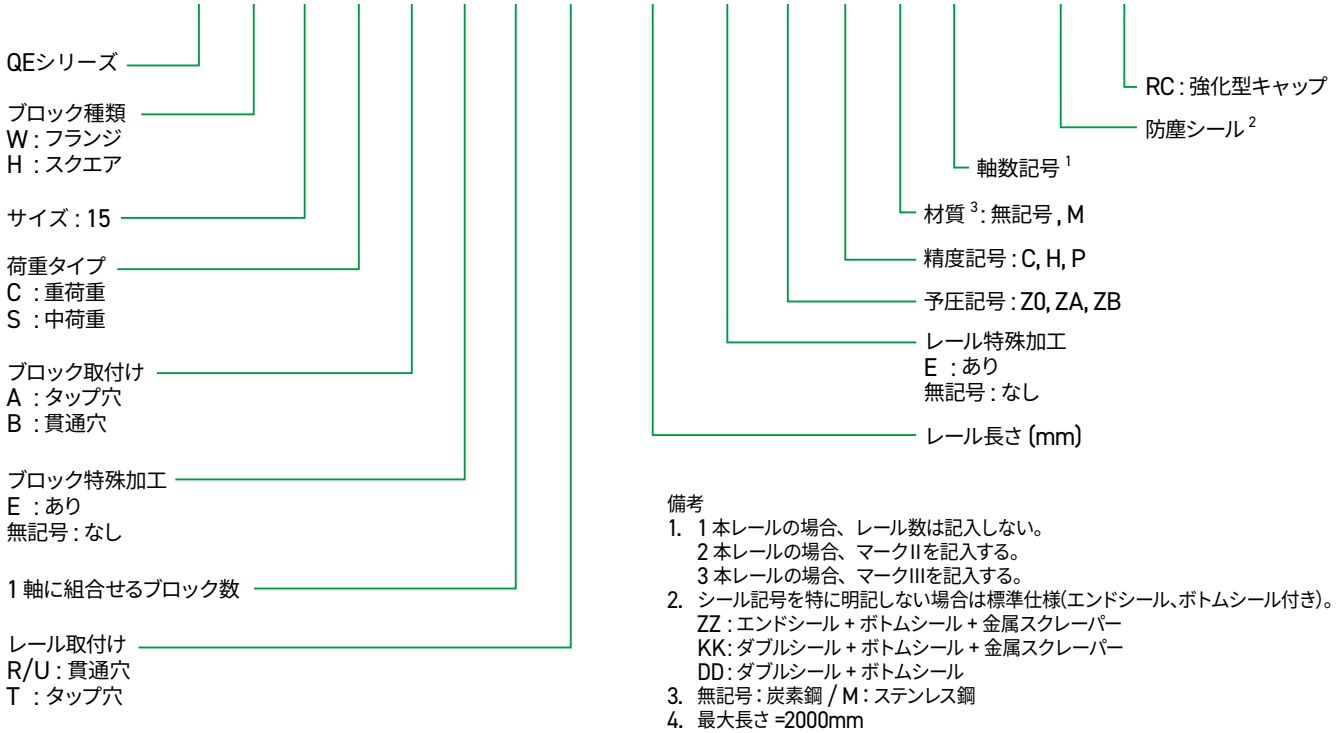 QEシリーズ
ブロック種類
W : フランジ
H : スクエア
サイズ : 15
荷重タイプ
C : 重荷重
S : 中荷重
ブロック取付け
A : タップ穴
B : 貫通穴
ブロック特殊加工
E : あり
無記号 : なし
1 軸に組合せるブロック数
レール取付け
R/U : 貫通穴
T : タップ穴
RC : 強化型キャップ
防塵シール 2
軸数記号 1
材質 3 : 無記号 , M
精度記号 : C, H, P
予圧記号 : Z0, ZA, ZB
レール特殊加工
E : あり
無記号 : なし
レール長さ (mm)
備考
1. 1 本レールの場合、レール数は記入しない。
2 本レールの場合、マークIIを記入する。
3 本レールの場合、マークIIIを記入する。
2. シール記号を特に明記しない場合は標準仕様(エンドシール、ボトムシール付き)。
ZZ : エンドシール + ボトムシール + 金属スクレーパー
KK : ダブルシール + ボトムシール + 金属スクレーパー
DD : ダブルシール + ボトムシール
3. 無記号 : 炭素鋼 / M : ステンレス鋼
4. 最大長さ =2000mm